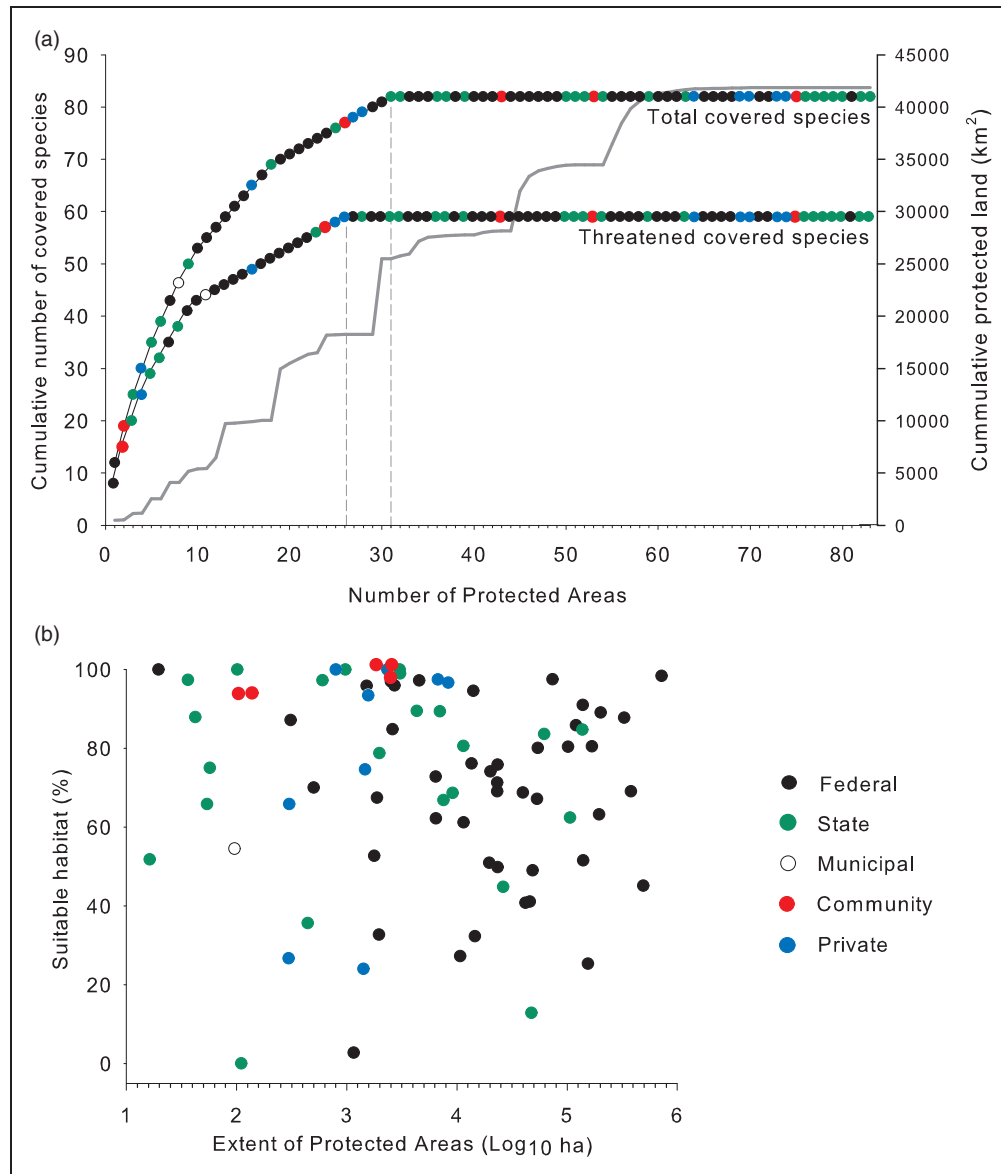 (a)
90
80
70
60
50
40
30
20
10
0
Cumulative number of covered species
45000
40000
35000
30000
25000
20000
15000
10000
5000
0
Cummulative protected land (km²)
Total covered species
Threatened covered species
0 10 20 30 40 50 60 70 80
Number of Protected Areas
(b)
100
80
60
40
20
0
Suitable habitat (%)
1 2 3 4 5 6
Extent of Protected Areas (Log10 ha)
Federal
State
Municipal
Community
Private